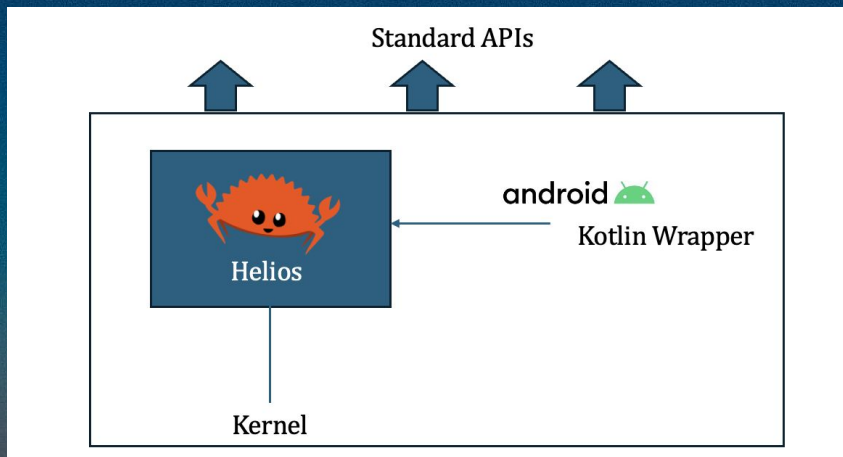 Standard APIs
android
Kotlin Wrapper
Helios
Kernel